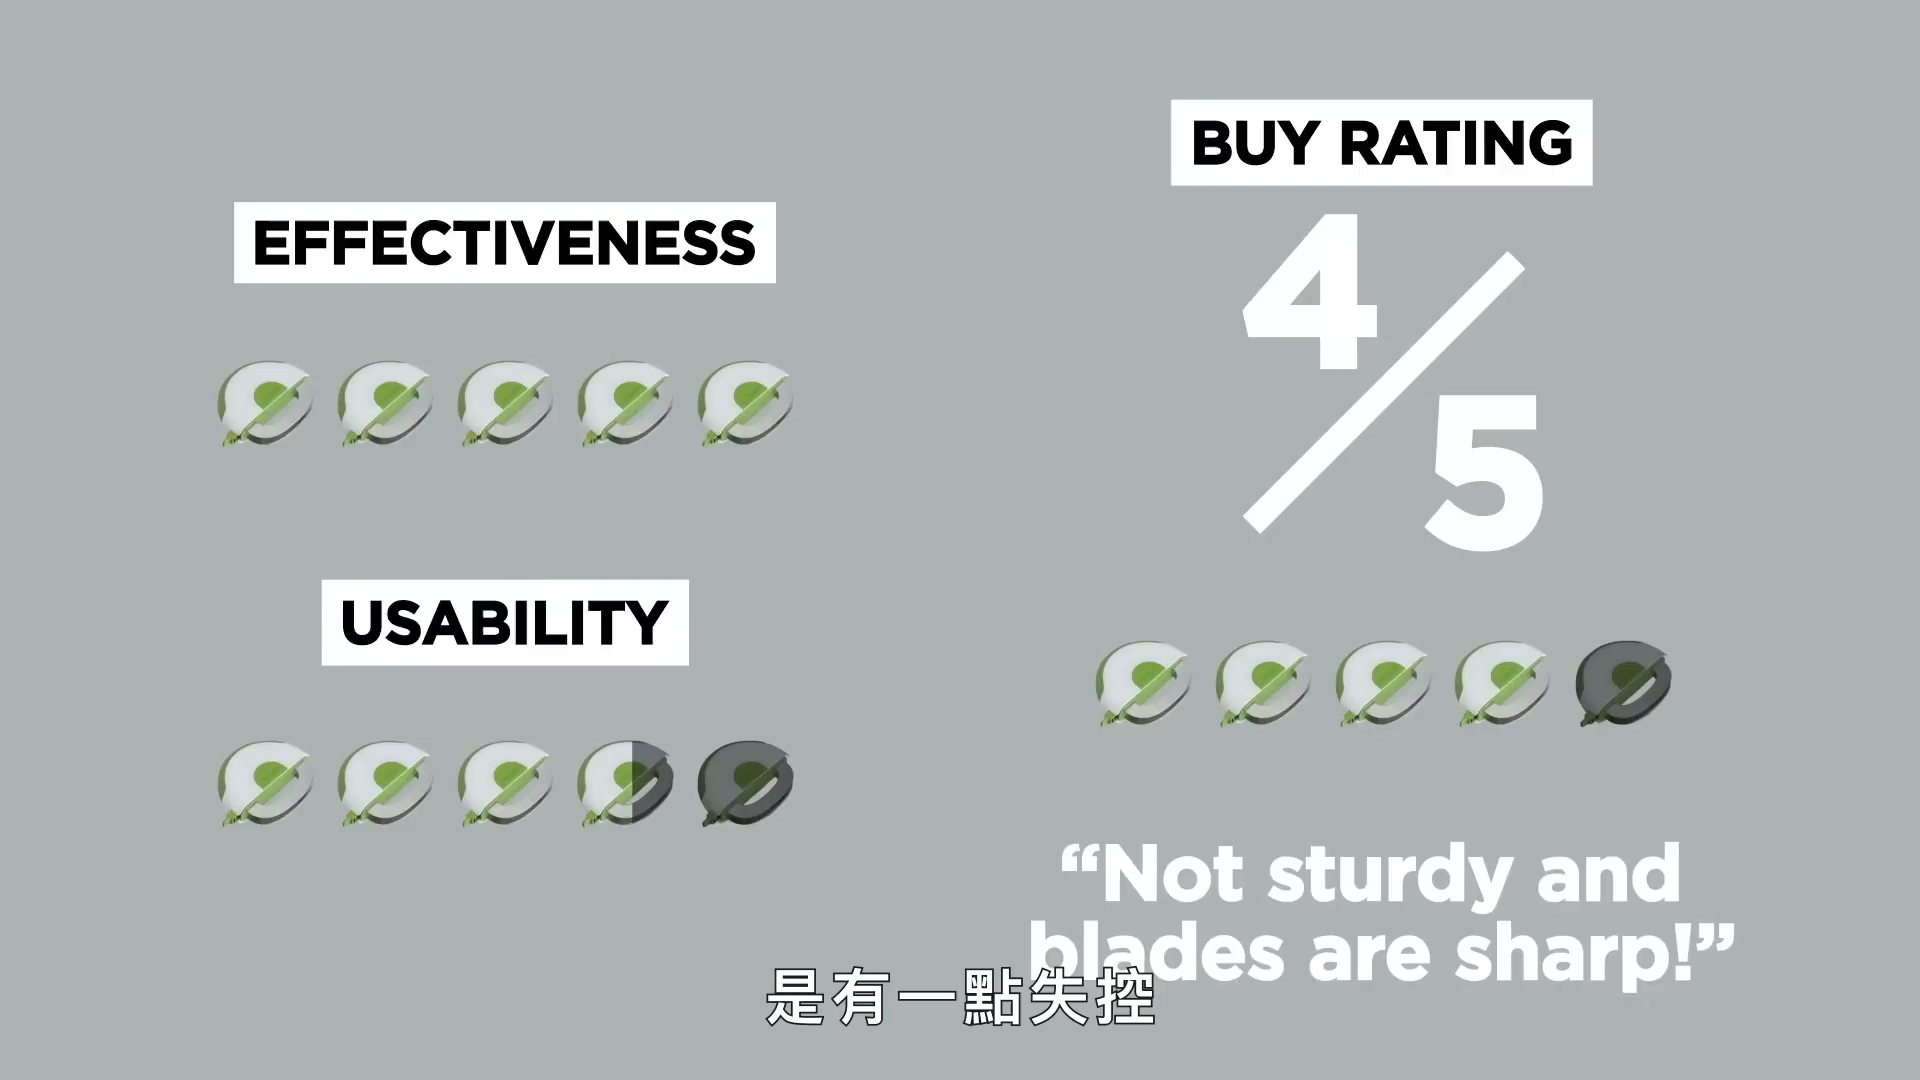 EFFECTIVENESS
USABILITY
BUY RATING
4/5
“Not sturdy and
blades are sharp!”
是有一點失控